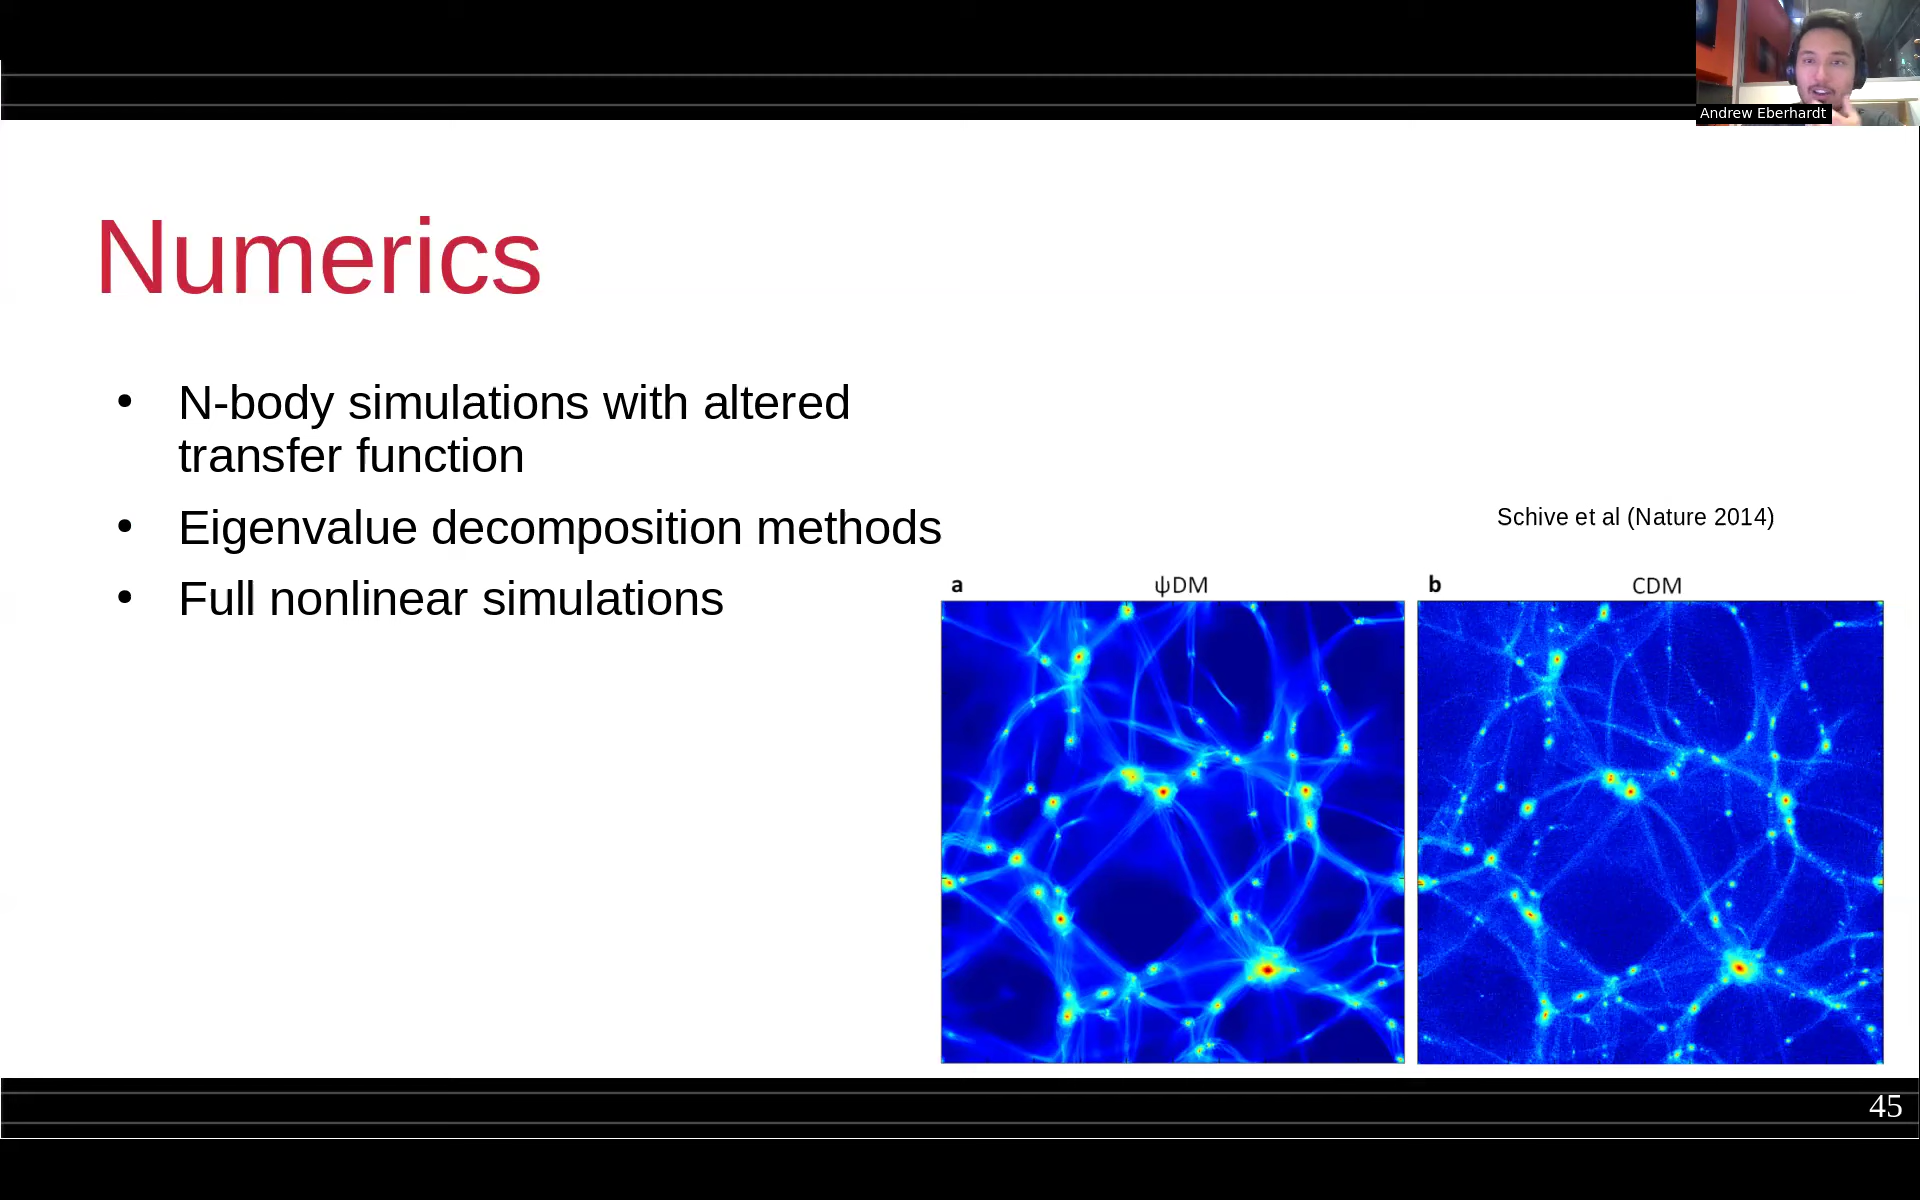 Andrew Eberhardt
Numerics
• N-body simulations with altered
transfer function
• Eigenvalue decomposition methods
• Full nonlinear simulations
Schive et al (Nature 2014)
a ψDM b CDM
45